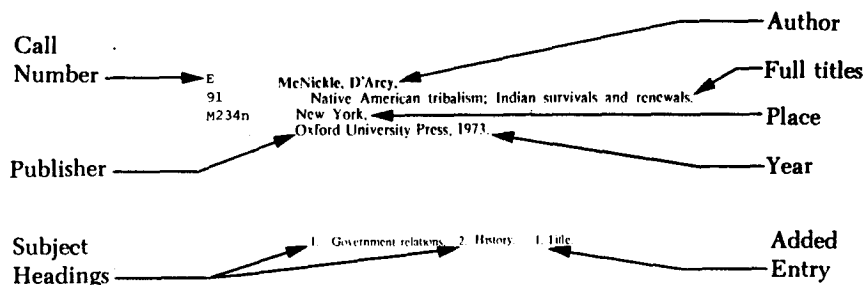 Author
Call
Number
Full titles
E
McNickle, D'Arcy,
91
Native American tribalism; Indian survivals and renewals.
M234n
New York,
Place
Oxford University Press, 1973.
Publisher
Year
Subject
Headings
1. Government relations. 2. History. I. Title.
Added
Entry